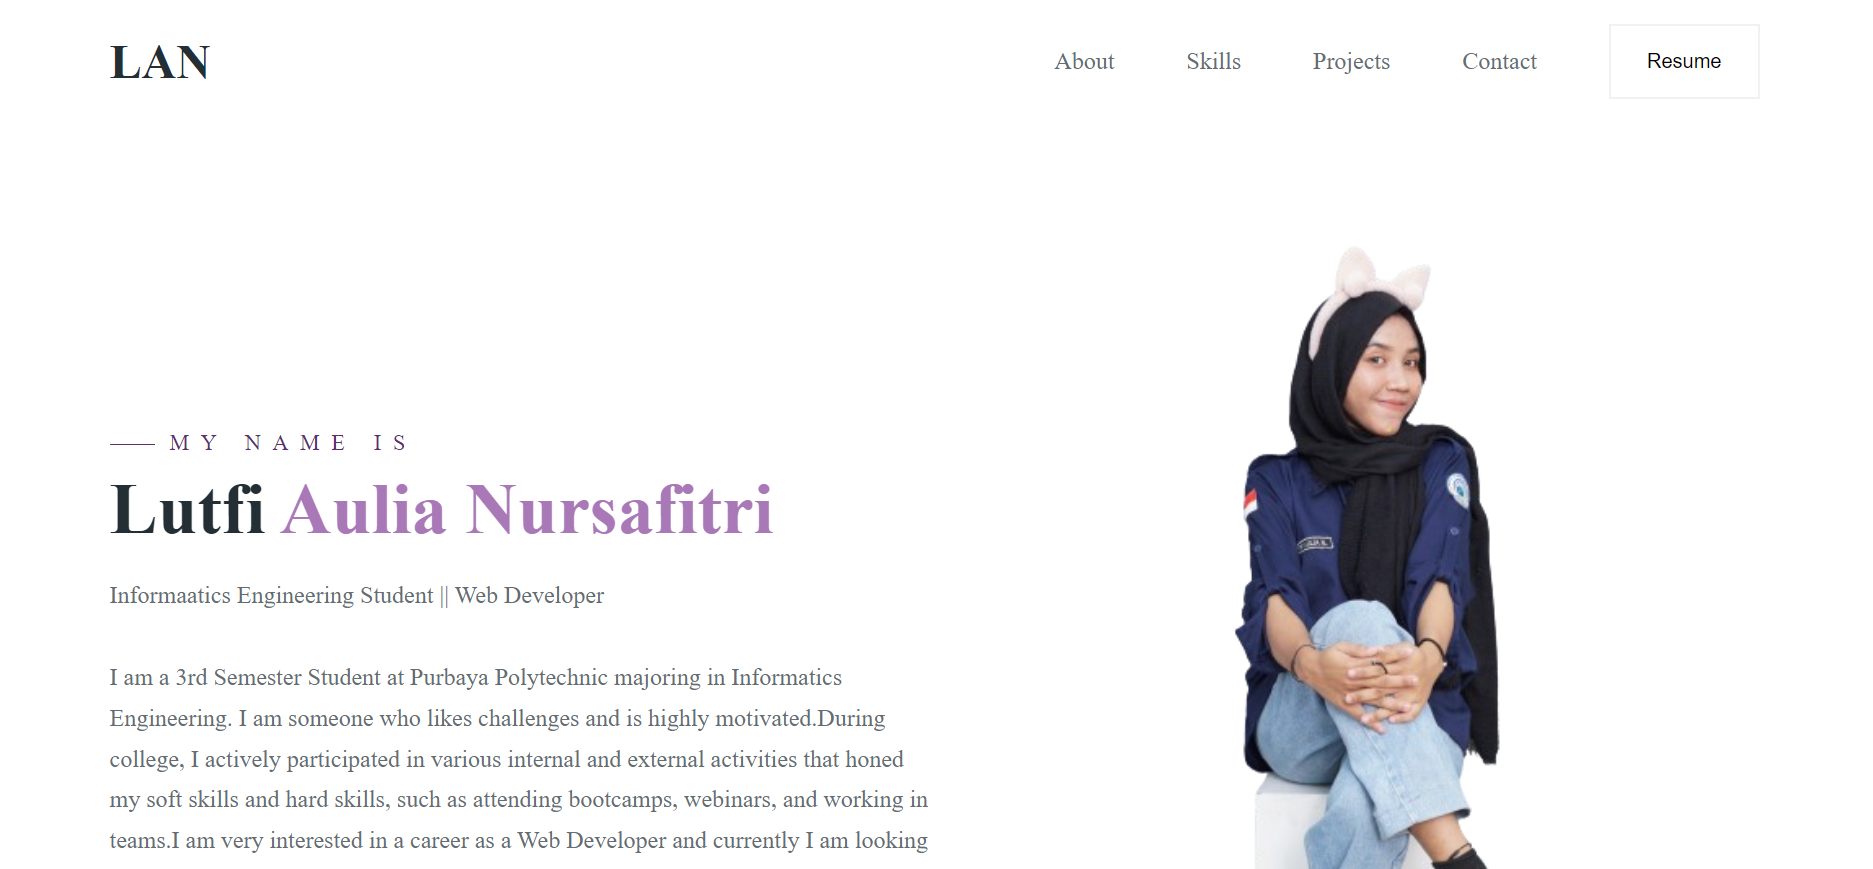 LAN
About Skills Projects Contact Resume
MY NAME IS
Lutfi Aulia Nursafitri
Informaatics Engineering Student || Web Developer
I am a 3rd Semester Student at Purbaya Polytechnic majoring in Informatics
Engineering. I am someone who likes challenges and is highly motivated.During
college, I actively participated in various internal and external activities that honed
my soft skills and hard skills, such as attending bootcamps, webinars, and working in
teams.I am very interested in a career as a Web Developer and currently I am looking